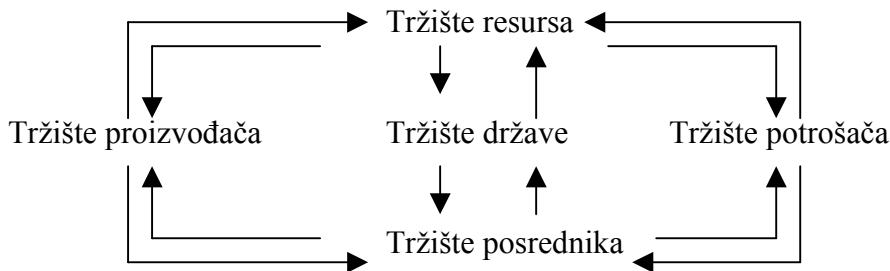 Tržište resursa
Tržište proizvođača Tržište države Tržište potrošača
Tržište posrednika